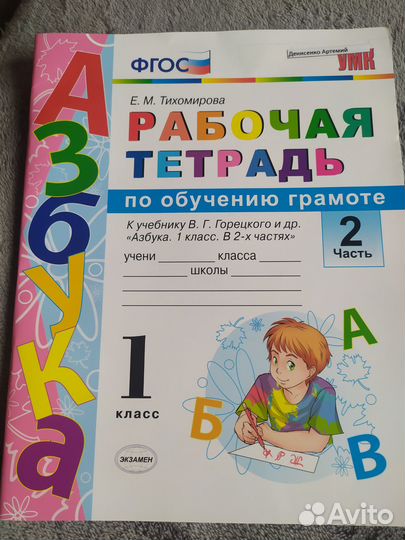 Денисенко Артемий
ФГОС
УМК
Е. М. Тихомирова
РАБОЧАЯ
ТЕТРАДЬ
по обучению грамоте
К учебнику В. Г. Горецкого и др.
«Азбука. 1 класс. В 2-х частях»
2
Часть
учени класса
школы
АЗбуКа
1
класс
А
Б
В
а в ж
ЭКЗАМЕН
Avito